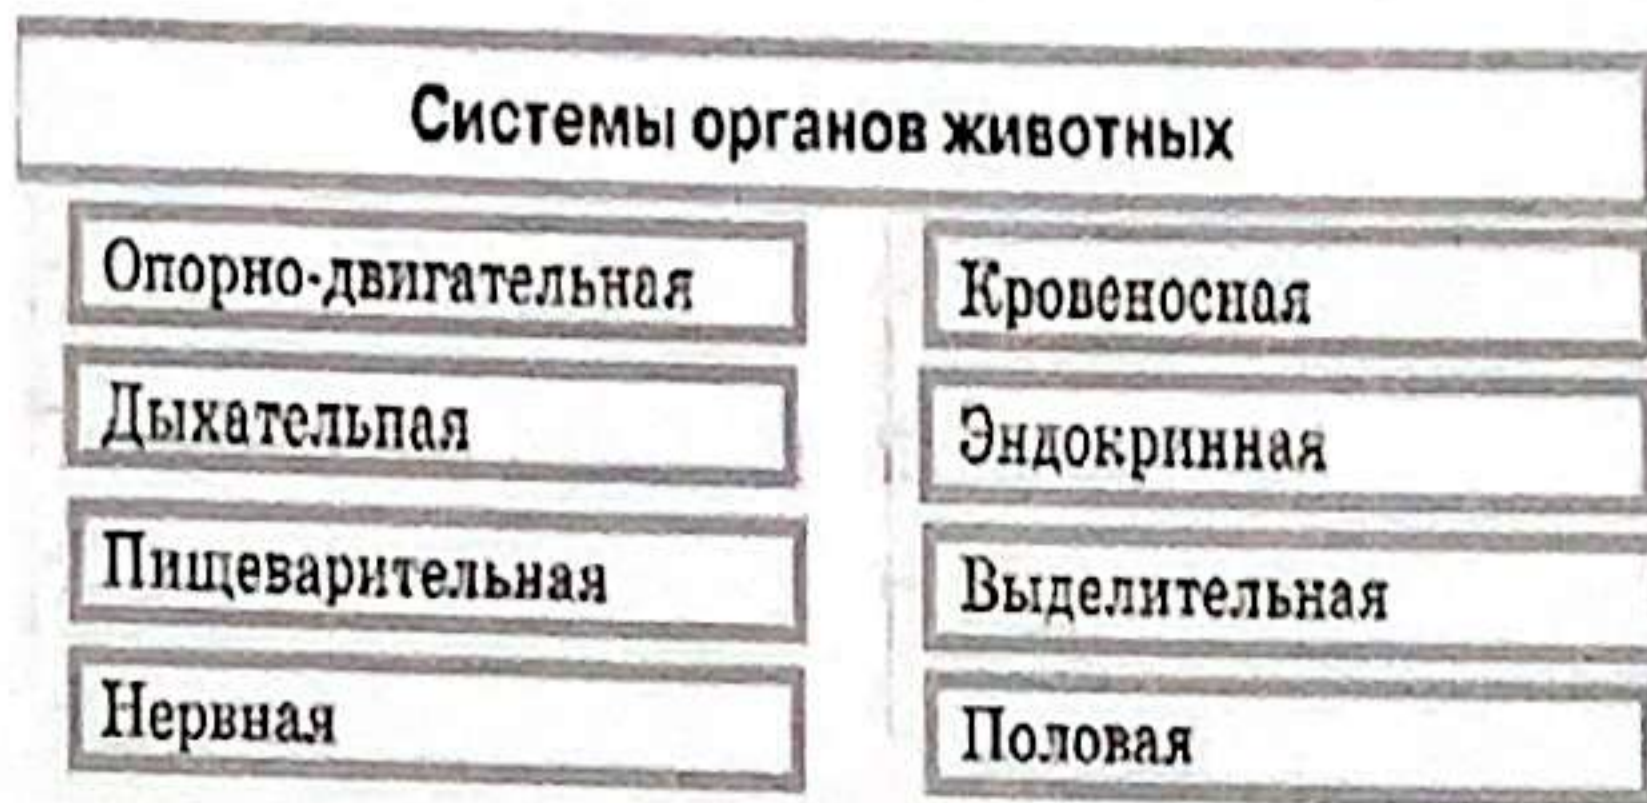 Системы органов животных
Опорно-двигательная
Кровеносная
Дыхательная
Эндокринная
Пищеварительная
Выделительная
Нервная
Половая